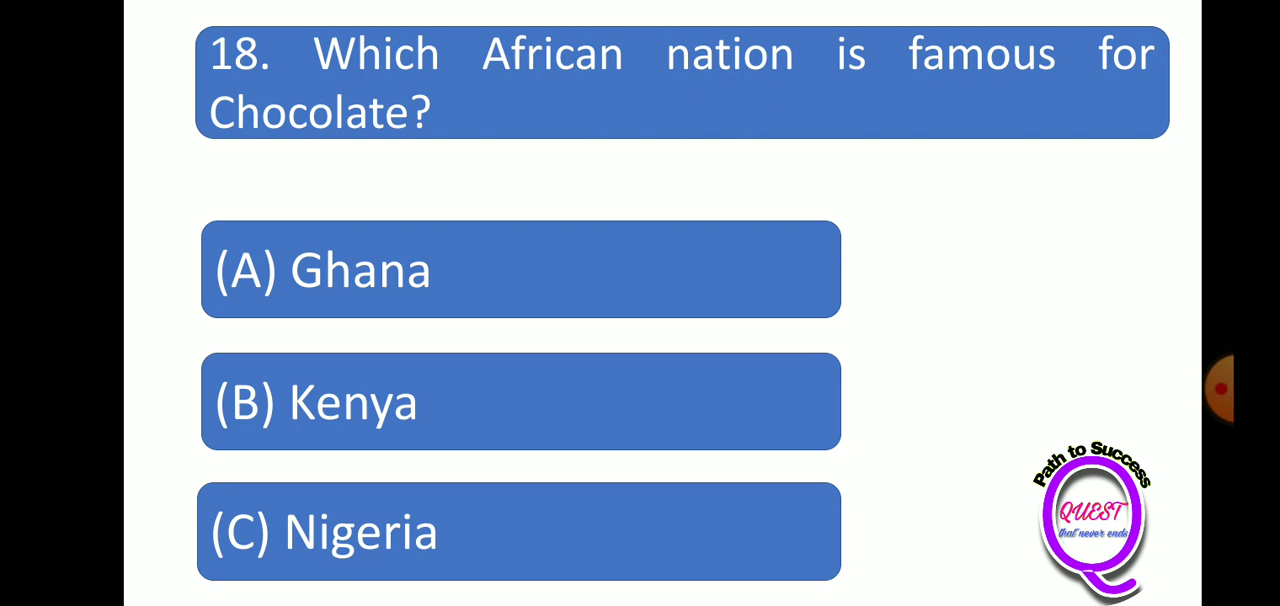 18. Which African nation is famous for
Chocolate?
(A) Ghana
(B) Kenya
(C) Nigeria
Path to Success
QUEST
that never ends